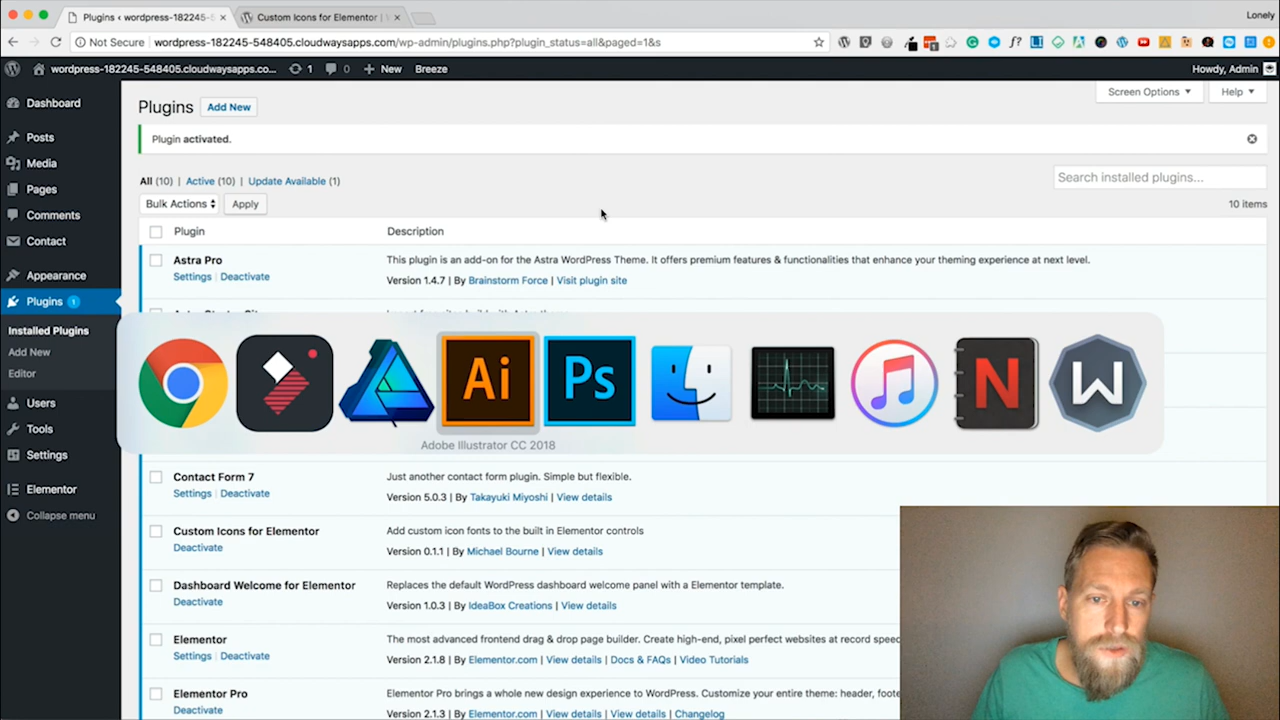 Plugins ‹ wordpress-182245-5
Custom Icons for Elementor |
Lonely
Not Secure
wordpress-182245-548405.cloudwaysapps.com/wp-admin/plugins.php?plugin_status=all&paged=1&s
wordpress-182245-548405.cloudwaysapps.co...
1
0
New
Breeze
Howdy, Admin
Dashboard
Posts
Media
Pages
Comments
Contact
Appearance
Plugins 1
Installed Plugins
Add New
Editor
Users
Tools
Settings
Elementor
Collapse menu
Plugins
Add New
Screen Options
Help
Plugin activated.
All (10) | Active (10) | Update Available (1)
Search installed plugins...
Bulk Actions
Apply
10 items
Plugin
Description
Astra Pro
Settings | Deactivate
This plugin is an add-on for the Astra WordPress Theme. It offers premium features & functionalities that enhance your theming experience at next level.
Version 1.4.7 | By Brainstorm Force | Visit plugin site
Ai
Ps
N
W
Adobe Illustrator CC 2018
Contact Form 7
Settings | Deactivate
Just another contact form plugin. Simple but flexible.
Version 5.0.3 | By Takayuki Miyoshi | View details
Custom Icons for Elementor
Deactivate
Add custom icon fonts to the built in Elementor controls
Version 0.1.1 | By Michael Bourne | View details
Dashboard Welcome for Elementor
Deactivate
Replaces the default WordPress dashboard welcome panel with a Elementor template.
Version 1.0.3 | By IdeaBox Creations | View details
Elementor
Settings | Deactivate
The most advanced frontend drag & drop page builder. Create high-end, pixel perfect websites at record speed
Version 2.1.8 | By Elementor.com | View details | Docs & FAQs | Video Tutorials
Elementor Pro
Deactivate
Elementor Pro brings a whole new design experience to WordPress. Customize your entire theme: header, foote
Version 2.1.3 | By Elementor.com | View details | View details | Changelog